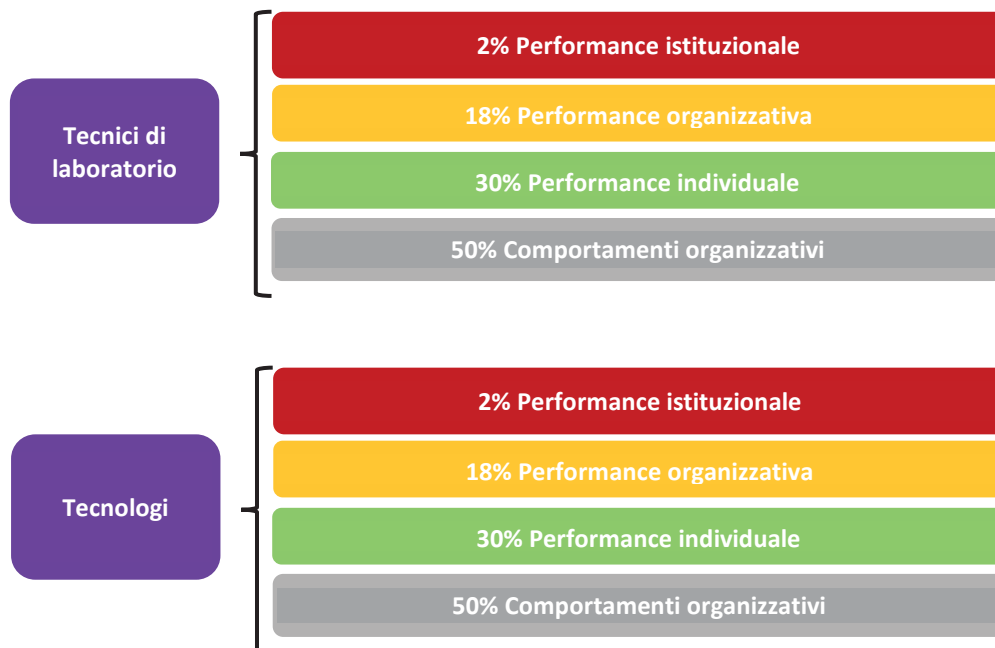 2% Performance istituzionale
18% Performance organizzativa
Tecnici di
laboratorio
30% Performance individuale
50% Comportamenti organizzativi
2% Performance istituzionale
18% Performance organizzativa
Tecnologi
30% Performance individuale
50% Comportamenti organizzativi